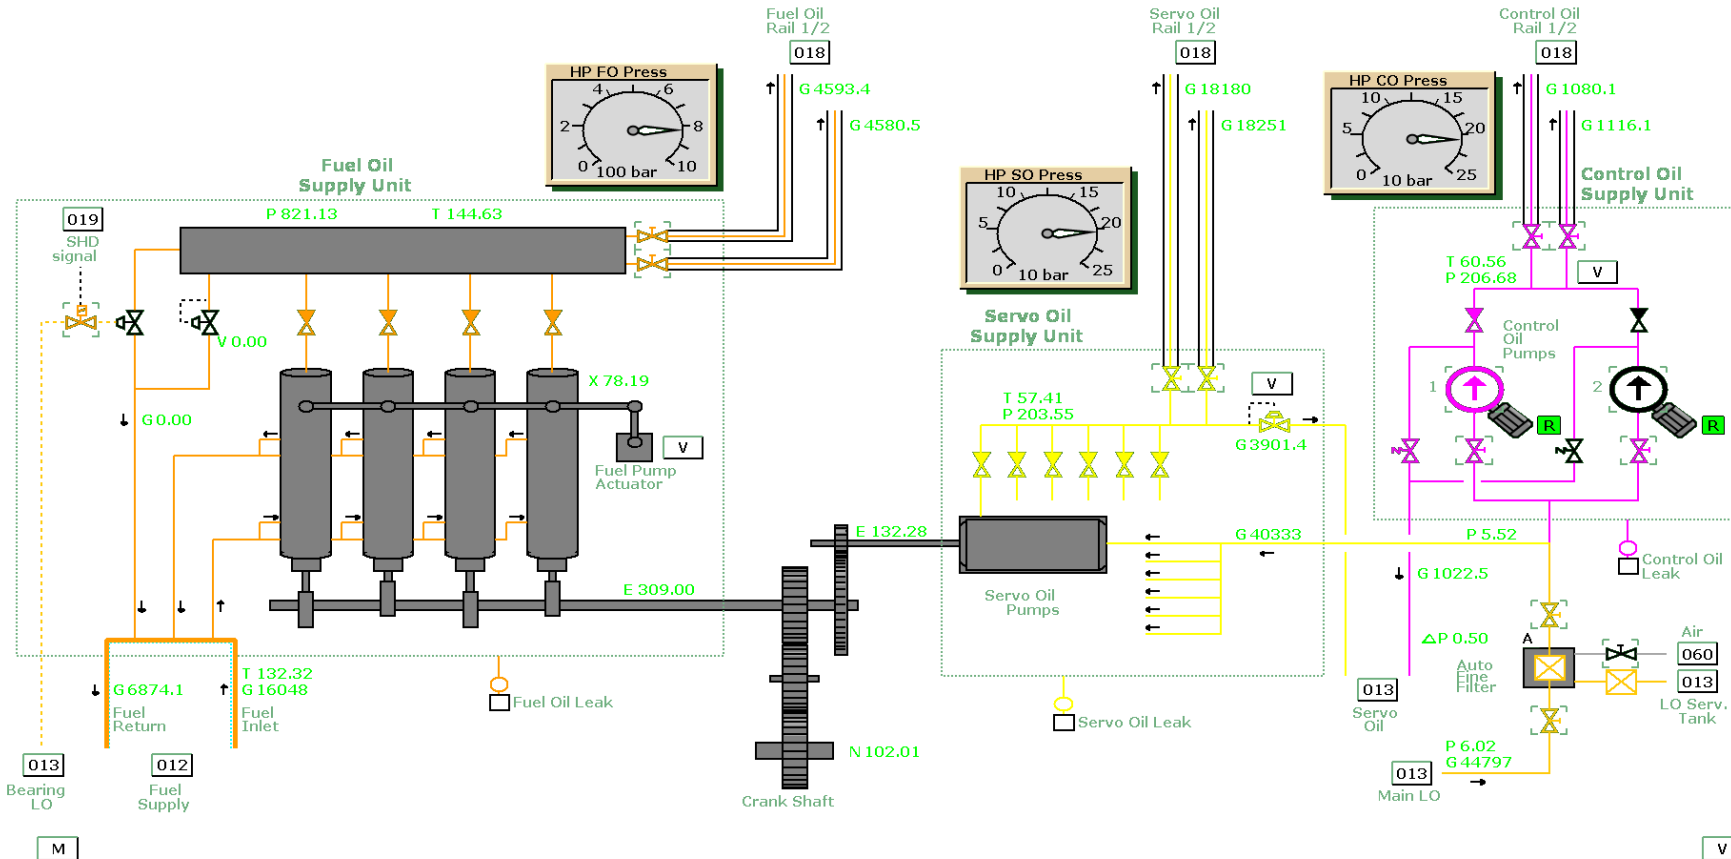 Fuel Oil
Rail 1/2
018
Servo Oil
Rail 1/2
018
Control Oil
Rail 1/2
018
HP FO Press
0 2 4 6 8 10
100 bar
G 4593.4
G 4580.5
HP SO Press
0 5 10 15 20 25
10 bar
G 18180
G 18251
HP CO Press
0 5 10 15 20 25
10 bar
G 1080.1
G 1116.1
Fuel Oil
Supply Unit
019
SHD
signal
P 821.13
T 144.63
V 0.00
G 0.00
X 78.19
V
Fuel Pump
Actuator
E 309.00
E 132.28
T 132.32
G 6874.1
G 16048
Fuel
Return
Fuel
Inlet
013
Bearing
LO
012
Fuel
Supply
Fuel Oil Leak
N 102.01
Crank Shaft
Servo Oil
Supply Unit
T 57.41
P 203.55
V
G 3901.4
G 40333
Servo Oil
Pumps
Servo Oil Leak
Control Oil
Supply Unit
T 60.56
P 206.68
V
Control
Oil
Pumps
1
R
2
R
P 5.52
G 1022.5
Control Oil
Leak
△P 0.50
A
Auto
Fine
Filter
Air
060
013
LO Serv.
Tank
013
Servo
Oil
P 6.02
G 44797
013
Main LO
M
V